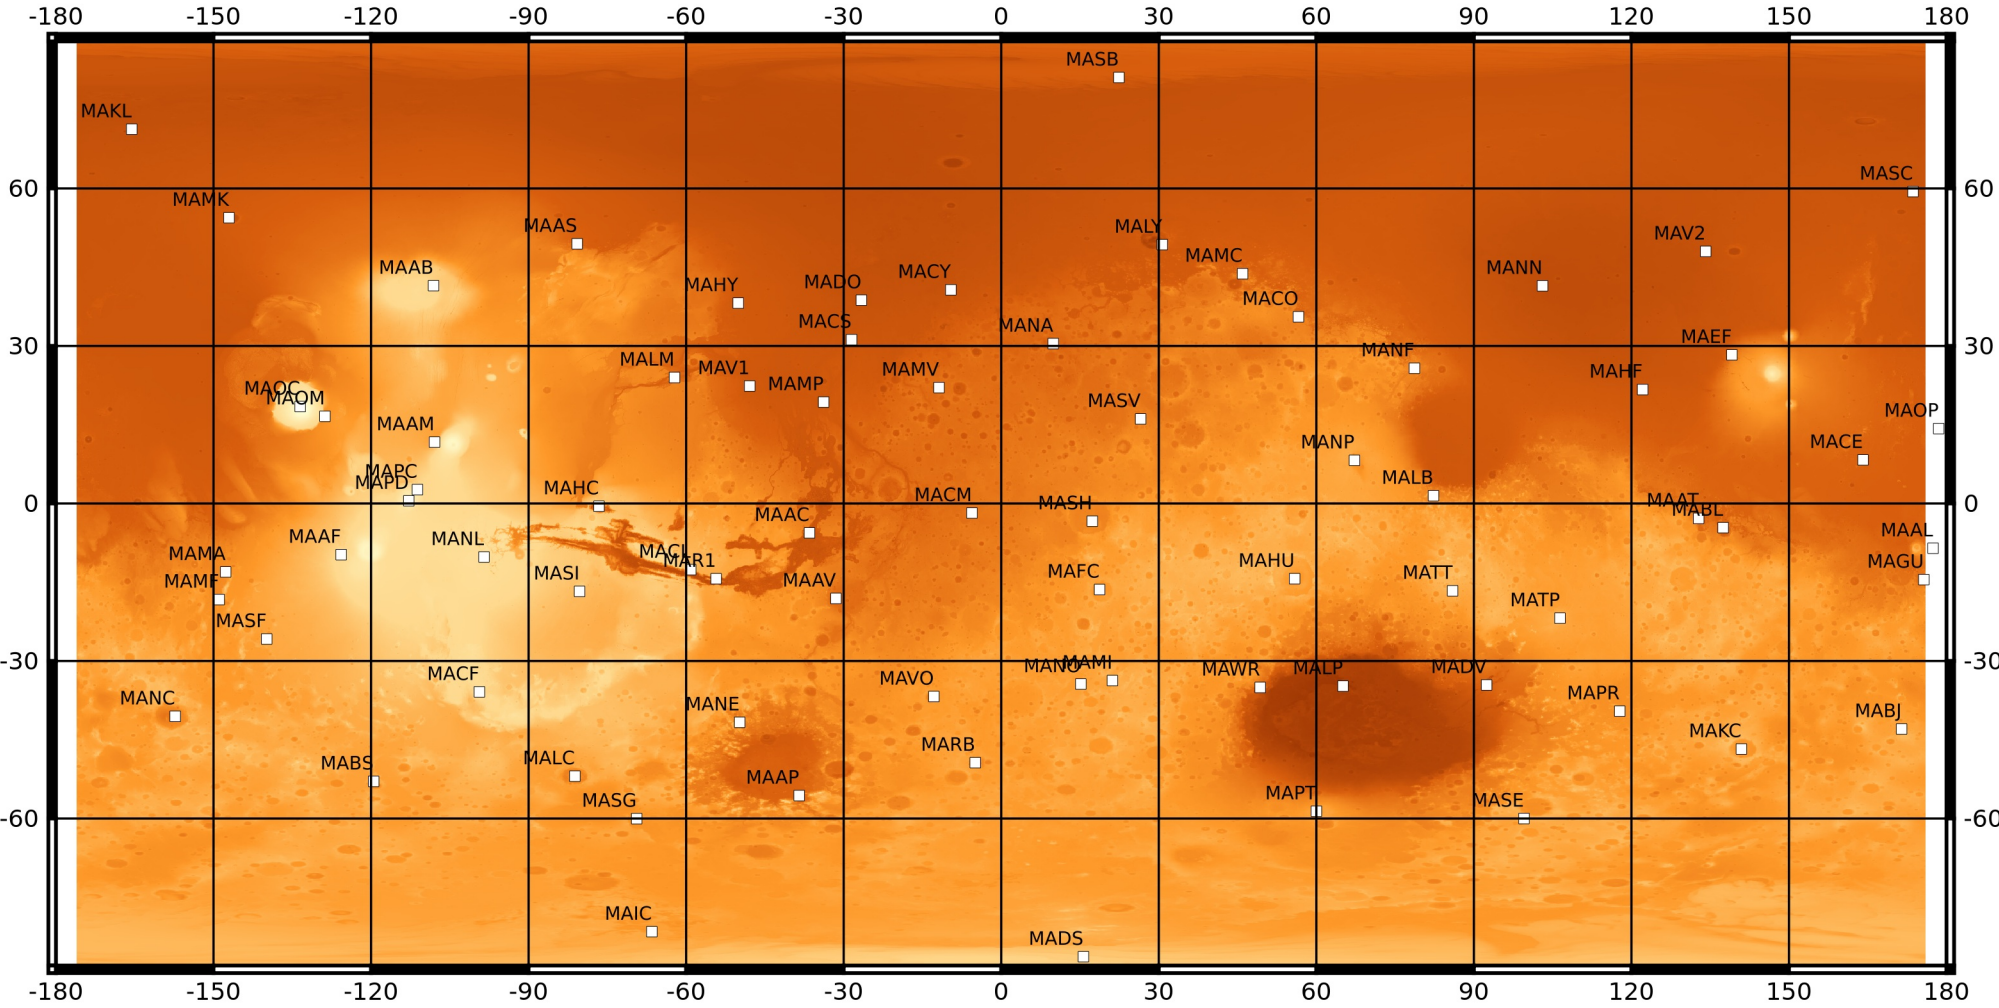 -180 -150 -120 -90 -60 -30 0 30 60 90 120 150 180
MASB
MAKL
MASC
60 60
MAMK
MAAS
MALY
MAV2
MAMC
MAAB
MACY
MANN
MAHY
MADO
MACO
MACS
MANA
MAEF
30 30
MANF
MALM
MAV1
MAMV
MAHF
MAMP
MAOC
MAOM
MASV
MAOP
MAAM
MANP
MACE
MAPC
MALB
MAPD
MAHC
MACM
MAAT
0 0
MASH
MABL
MAAC
MAAL
MAAF
MANL
MACL
MAMA
MAR1
MAHU
MAGU
MASI
MAFC
MATT
MAAV
MAMF
MATP
MASF
-30 -30
MANO
MAMI
MAWR
MALP
MADV
MACF
MAVO
MAPR
MANC
MANE
MABJ
MAKC
MARB
MALC
MABS
MAAP
MAPT
MASG
MASE
-60 -60
MAIC
MADS
-180 -150 -120 -90 -60 -30 0 30 60 90 120 150 180